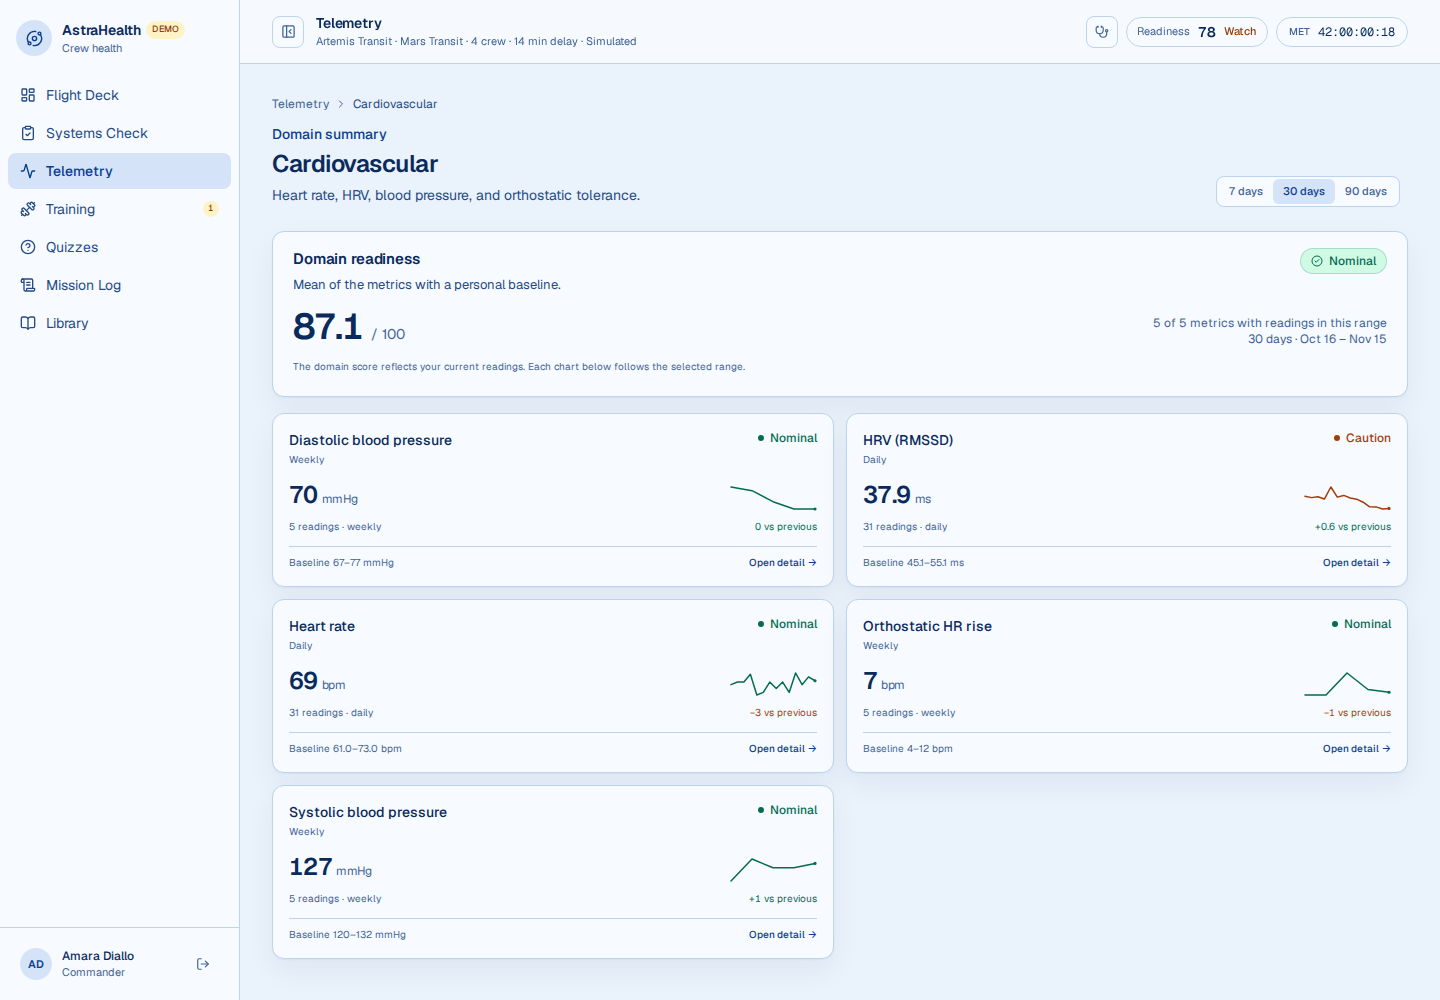 AstraHealth DEMO
Crew health
Flight Deck
Systems Check
Telemetry
Training 1
Quizzes
Mission Log
Library
AD
Amara Diallo
Commander
Telemetry
Artemis Transit · Mars Transit · 4 crew · 14 min delay · Simulated
Readiness 78 Watch
MET 42:00:00:18
Telemetry > Cardiovascular
Domain summary
Cardiovascular
Heart rate, HRV, blood pressure, and orthostatic tolerance.
7 days 30 days 90 days
Domain readiness
Nominal
Mean of the metrics with a personal baseline.
87.1 / 100
5 of 5 metrics with readings in this range
30 days · Oct 16 – Nov 15
The domain score reflects your current readings. Each chart below follows the selected range.
Diastolic blood pressure
Nominal
Weekly
70 mmHg
5 readings · weekly
0 vs previous
Baseline 67–77 mmHg
Open detail →
HRV (RMSSD)
Caution
Daily
37.9 ms
31 readings · daily
+0.6 vs previous
Baseline 45.1–55.1 ms
Open detail →
Heart rate
Nominal
Daily
69 bpm
31 readings · daily
−3 vs previous
Baseline 61.0–73.0 bpm
Open detail →
Orthostatic HR rise
Nominal
Weekly
7 bpm
5 readings · weekly
−1 vs previous
Baseline 4–12 bpm
Open detail →
Systolic blood pressure
Nominal
Weekly
127 mmHg
5 readings · weekly
+1 vs previous
Baseline 120–132 mmHg
Open detail →